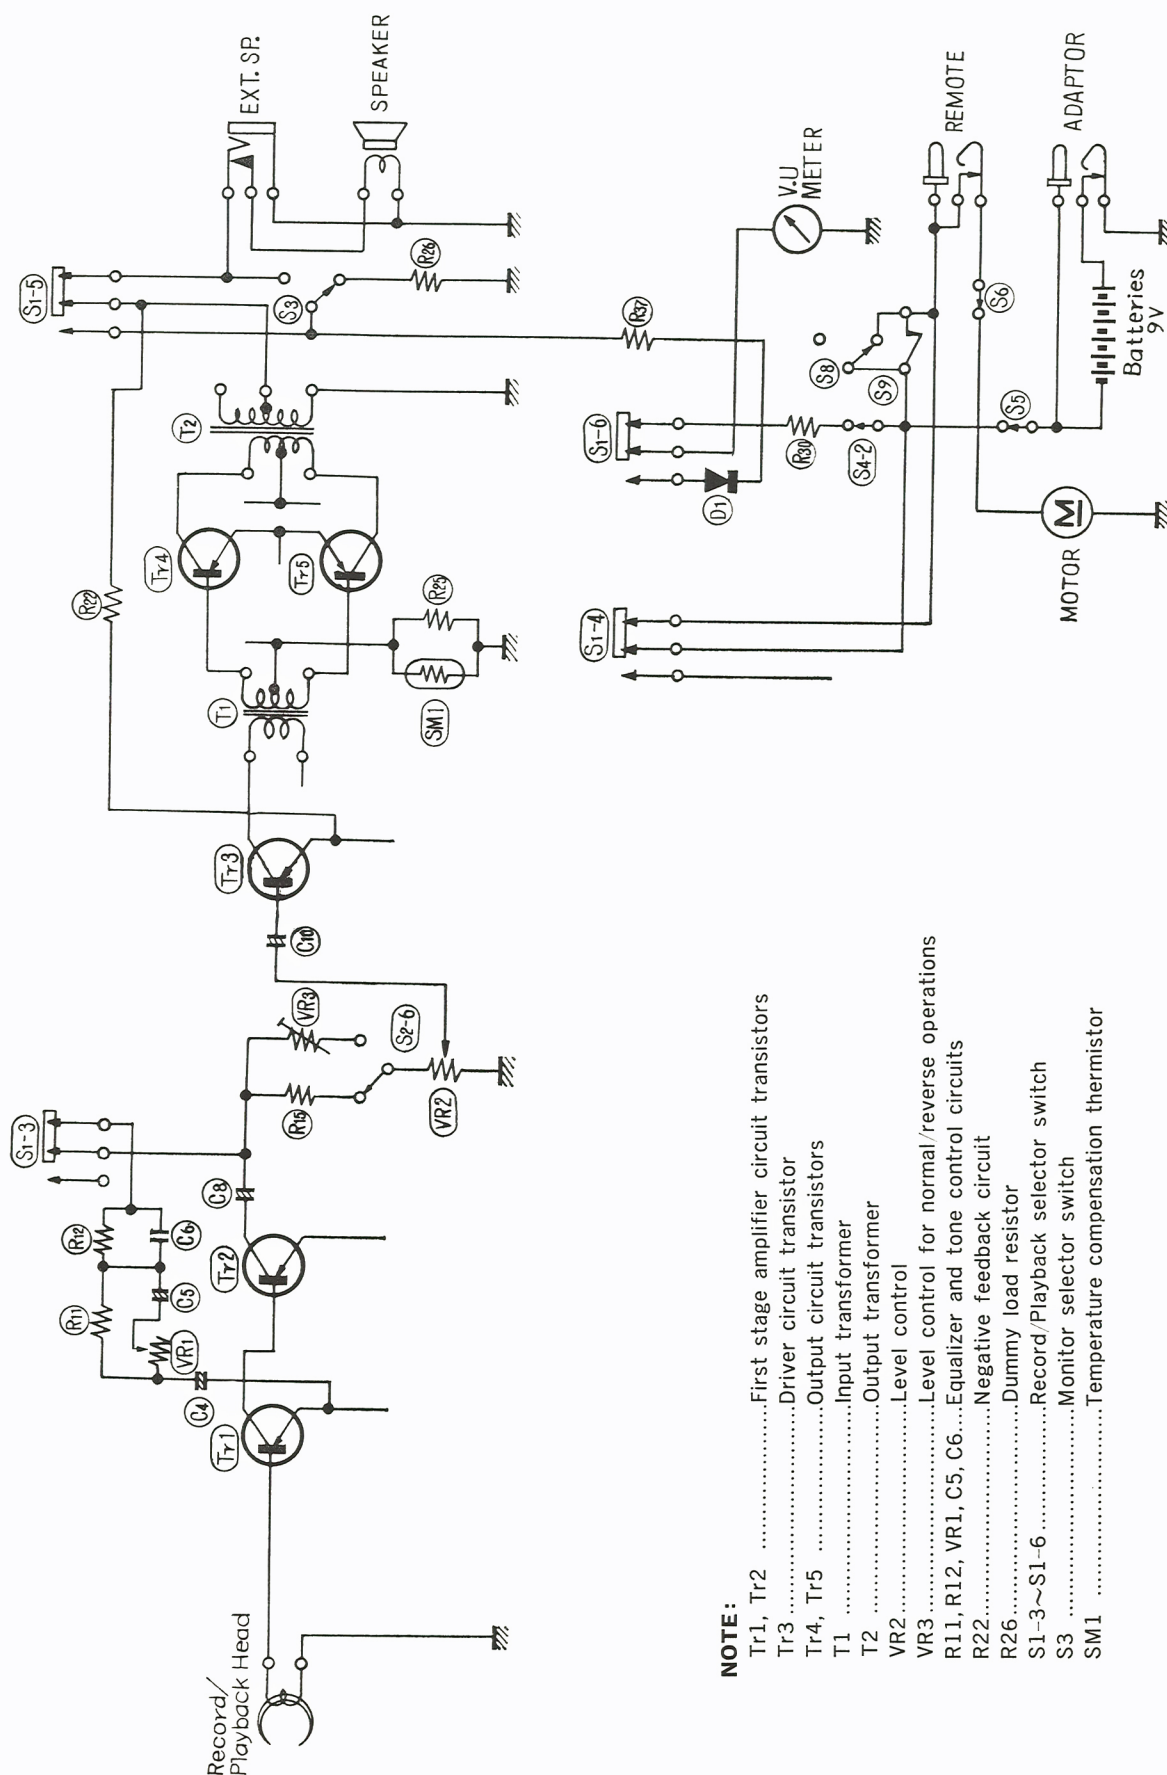 Record/
Playback Head
Tr1
C4
VR1
R11
C5
R12
C6
S1-3
Tr2
C8
R15
VR3
S2-6
VR2
C10
Tr3
R22
T1
SM1
R25
Tr4
Tr5
T2
S1-5
S3
R26
EXT. SP.
SPEAKER
R37
S1-4
S1-6
D1
R30
S4-2
S8
S9
V.U
METER
S5
S6
MOTOR
M
REMOTE
ADAPTOR
Batteries
9V
NOTE:
Tr1, Tr2 ....................First stage amplifier circuit transistors
Tr3 ............................Driver circuit transistor
Tr4, Tr5 ....................Output circuit transistors
T1 ............................Input transformer
T2 ............................Output transformer
VR2 ............................Level control
VR3 ............................Level control for normal/reverse operations
R11, R12, VR1, C5, C6...Equalizer and tone control circuits
R22............................Negative feedback circuit
R26............................Dummy load resistor
S1-3~S1-6 ................Record/Playback selector switch
S3 ............................Monitor selector switch
SM1 ............................Temperature compensation thermistor